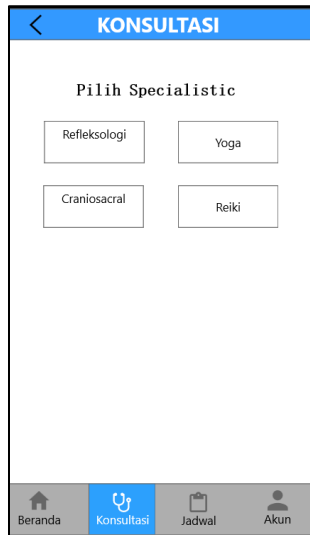 KONSULTASI
Pilih Specialistic
Refleksologi
Yoga
Craniosacral
Reiki
Beranda
Konsultasi
Jadwal
Akun